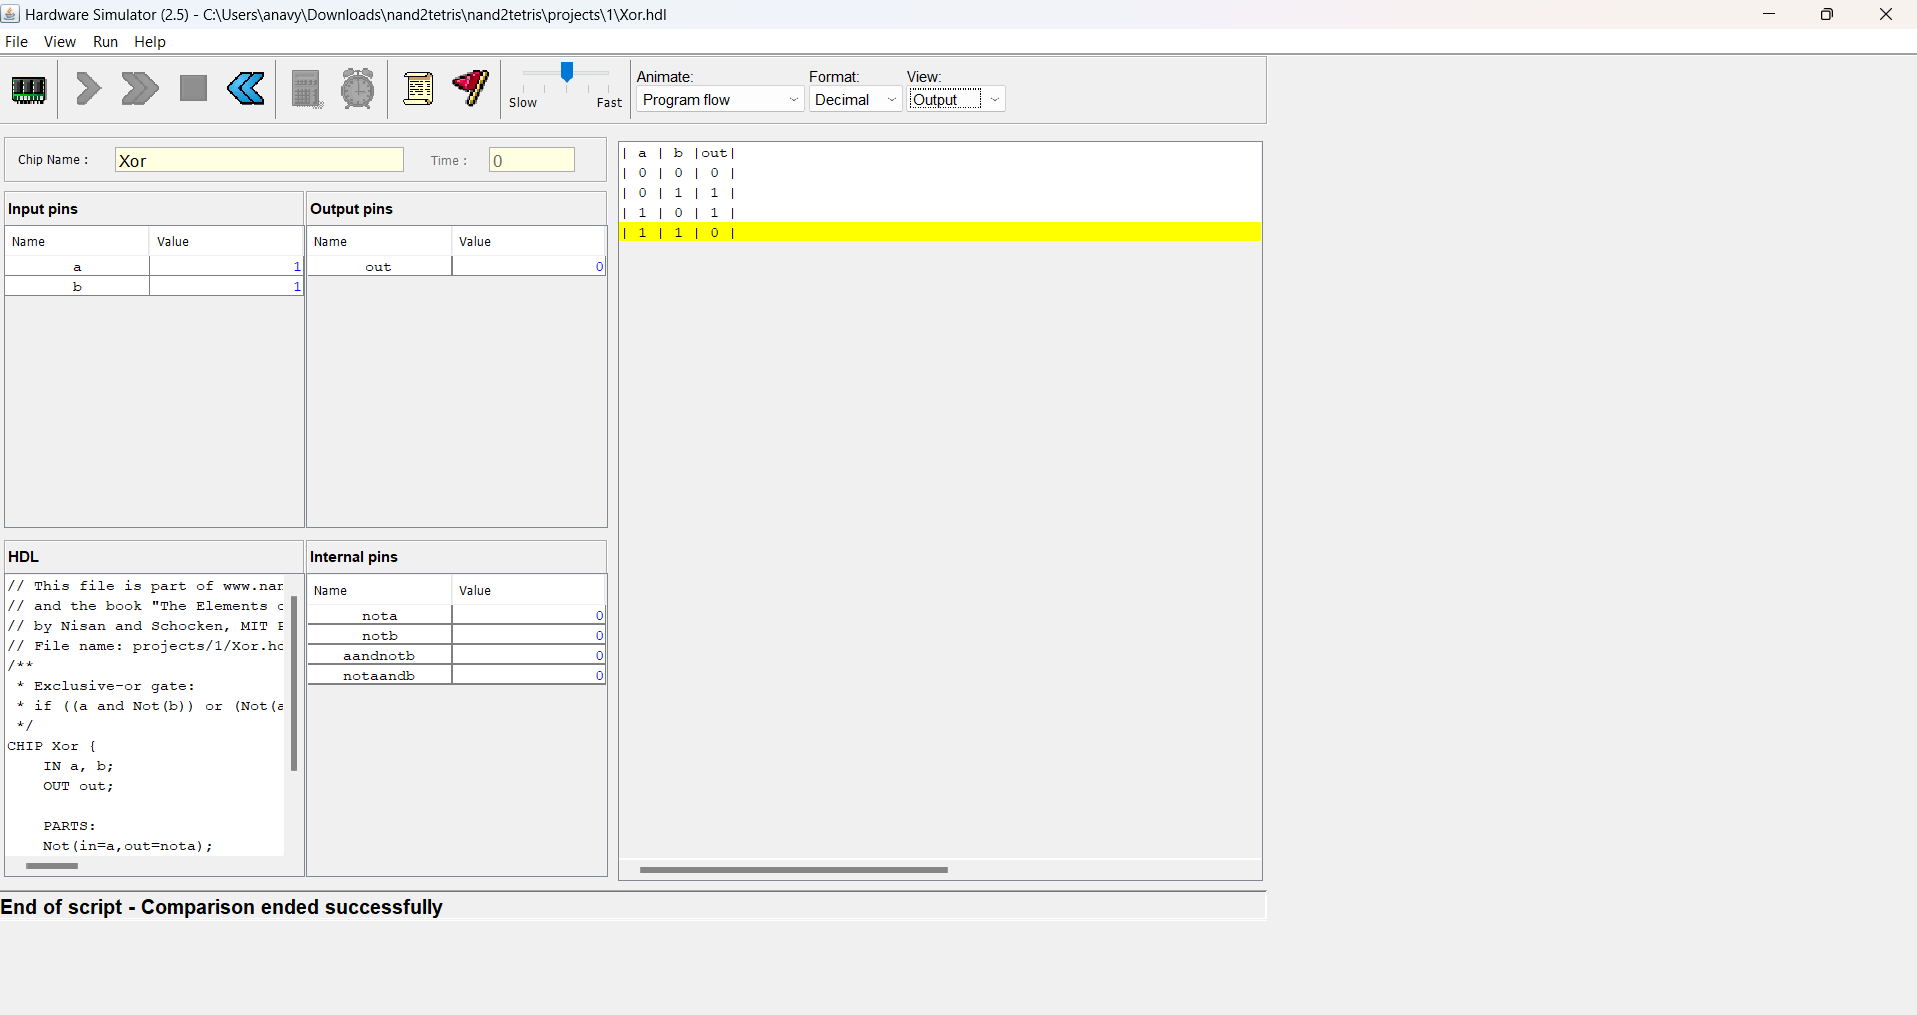 Hardware Simulator (2.5) - C:\Users\anavy\Downloads\nand2tetris\nand2tetris\projects\1\Xor.hdl
File View Run Help
Slow Fast
Animate: Format: View:
Program flow Decimal Output
Chip Name : Xor Time : 0
Input pins
Name Value
a 1
b 1
Output pins
Name Value
out 0
| a | b |out|
| 0 | 0 | 0 |
| 0 | 1 | 1 |
| 1 | 0 | 1 |
| 1 | 1 | 0 |
HDL
// This file is part of www.nan
// and the book "The Elements o
// by Nisan and Schocken, MIT P
// File name: projects/1/Xor.hd
/**
* Exclusive-or gate:
* if ((a and Not(b)) or (Not(a
*/
CHIP Xor {
IN a, b;
OUT out;
PARTS:
Not(in=a,out=nota);
Internal pins
Name Value
nota 0
notb 0
aandnotb 0
notaandb 0
End of script - Comparison ended successfully